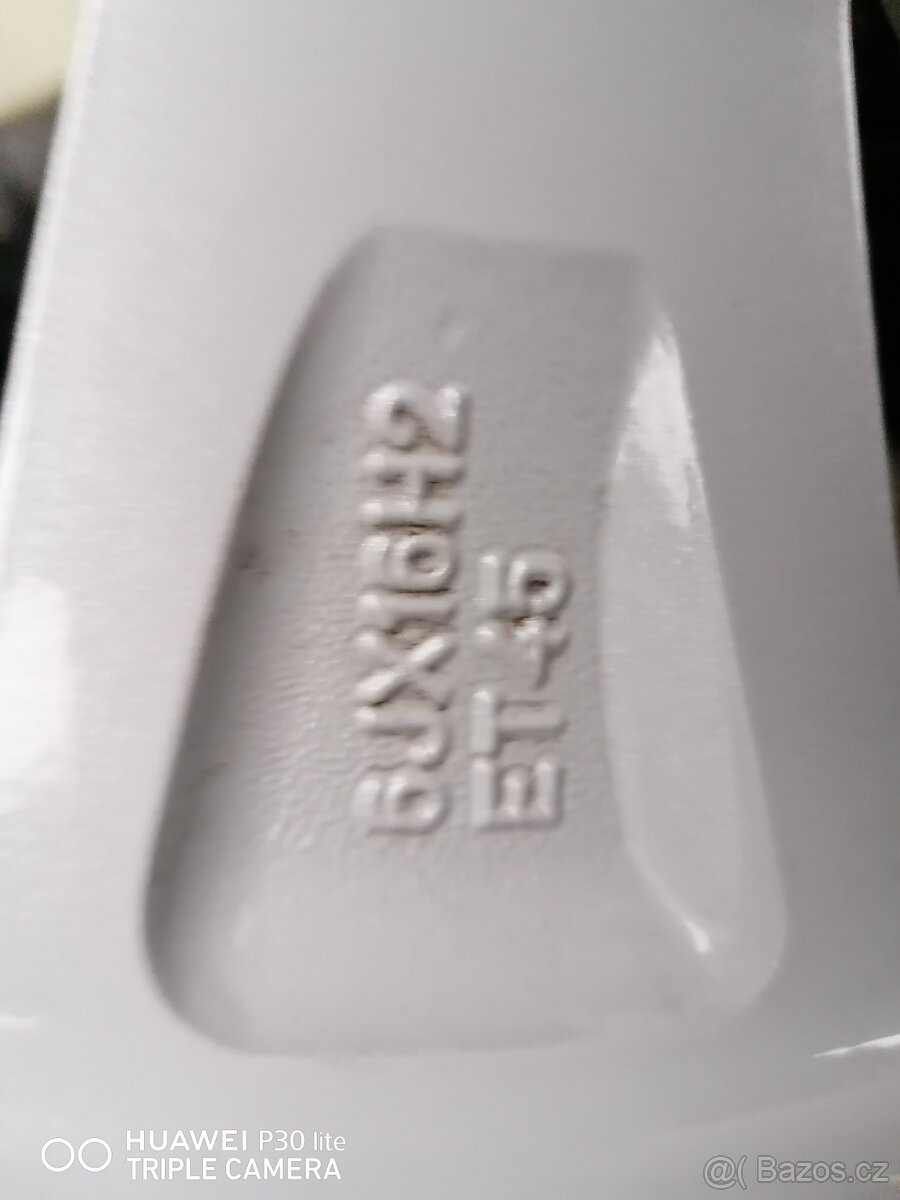 6JX16H2
ET45
HUAWEI P30 lite
TRIPLE CAMERA
@( Bazos.cz